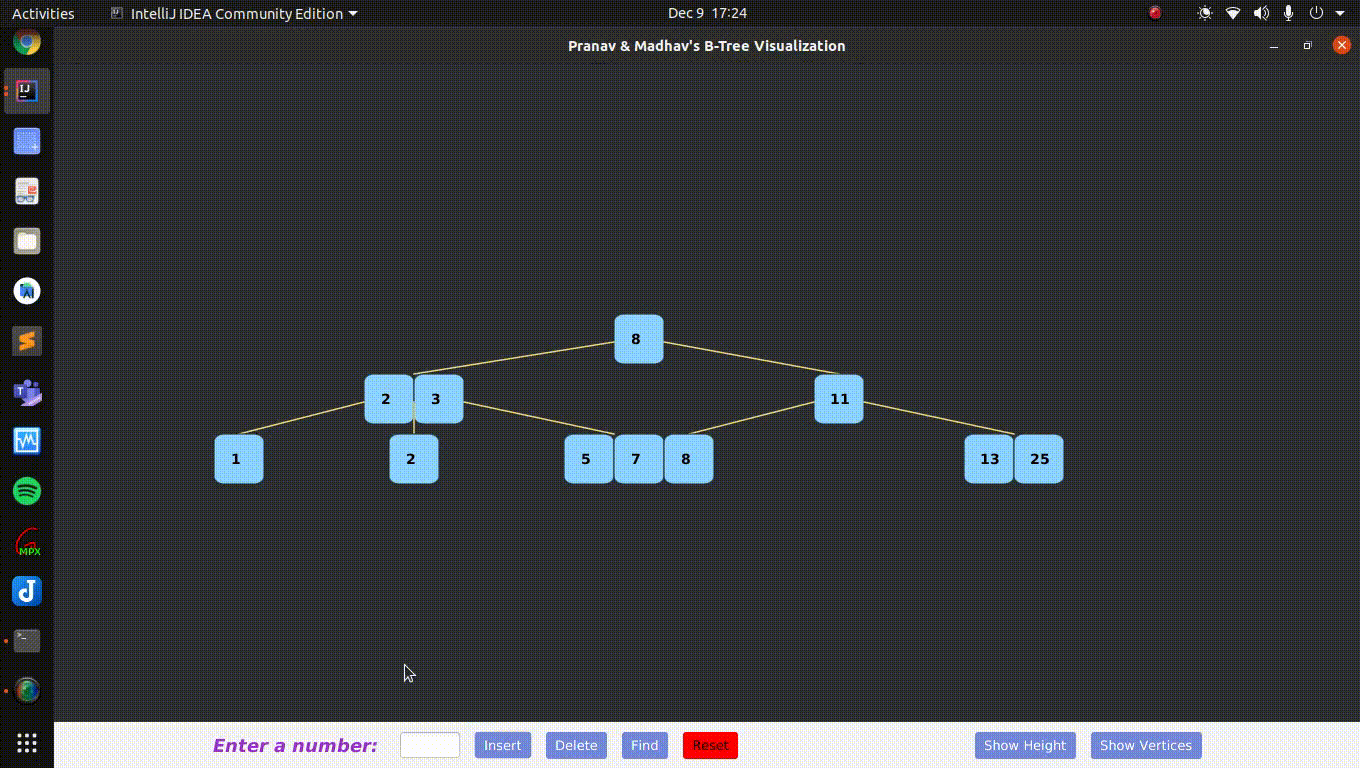 Activities IntelliJ IDEA Community Edition Dec 9 17:24
Pranav & Madhav's B-Tree Visualization
IJ
8
2 3 11
1 2 5 7 8 13 25
MPX
Enter a number: Insert Delete Find Reset Show Height Show Vertices